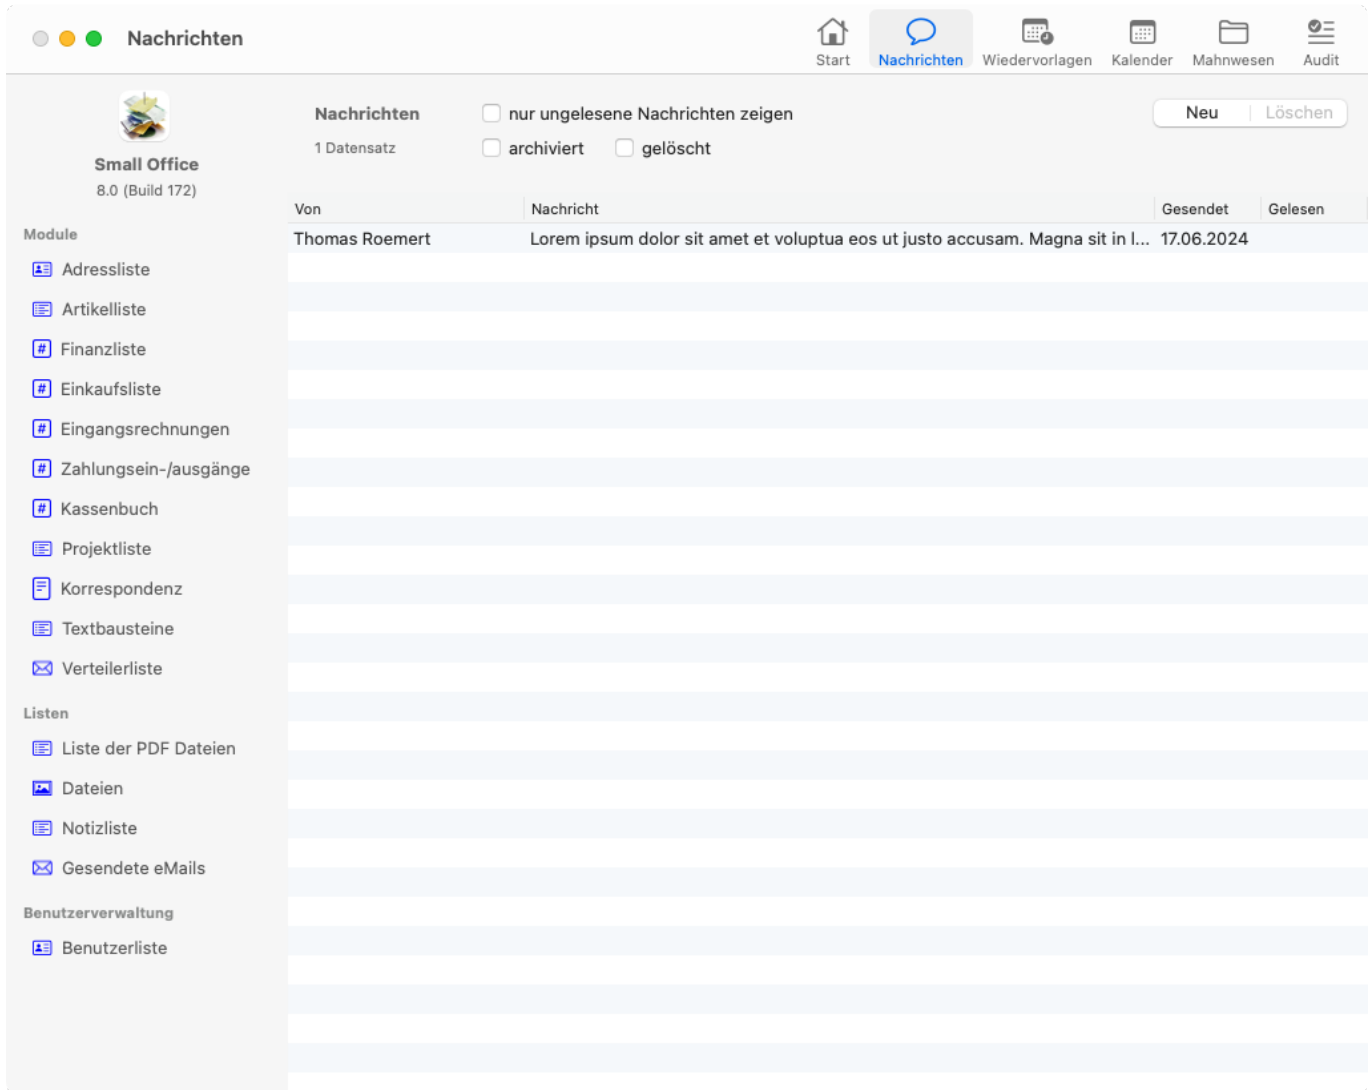 Nachrichten
Start
Nachrichten
Wiedervorlagen
Kalender
Mahnwesen
Audit
Small Office
8.0 (Build 172)
Module
Adressliste
Artikelliste
Finanzliste
Einkaufsliste
Eingangsrechnungen
Zahlungsein-/ausgänge
Kassenbuch
Projektliste
Korrespondenz
Textbausteine
Verteilerliste
Listen
Liste der PDF Dateien
Dateien
Notizliste
Gesendete eMails
Benutzerverwaltung
Benutzerliste
Nachrichten
nur ungelesene Nachrichten zeigen
Neu
Löschen
1 Datensatz
archiviert
gelöscht
Von
Nachricht
Gesendet
Gelesen
Thomas Roemert
Lorem ipsum dolor sit amet et voluptua eos ut justo accusam. Magna sit in l...
17.06.2024